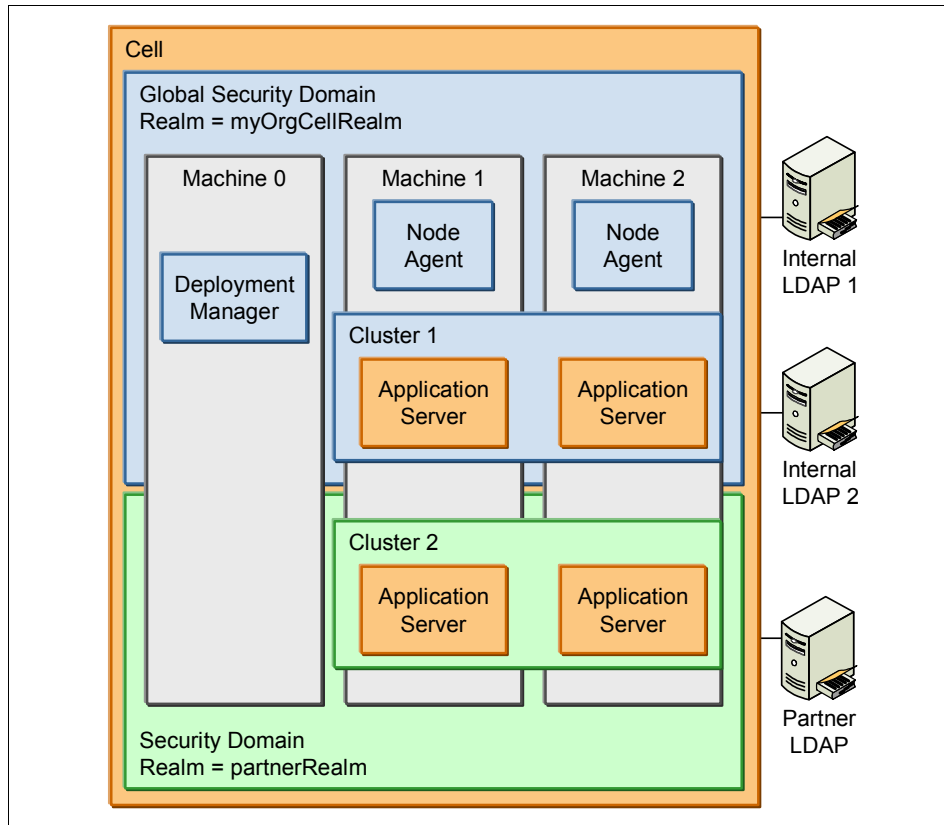 Cell
Global Security Domain
Realm = myOrgCellRealm
Machine 0
Machine 1
Machine 2
Node
Agent
Node
Agent
Deployment
Manager
Internal
LDAP 1
Cluster 1
Application
Server
Application
Server
Internal
LDAP 2
Cluster 2
Application
Server
Application
Server
Partner
LDAP
Security Domain
Realm = partnerRealm